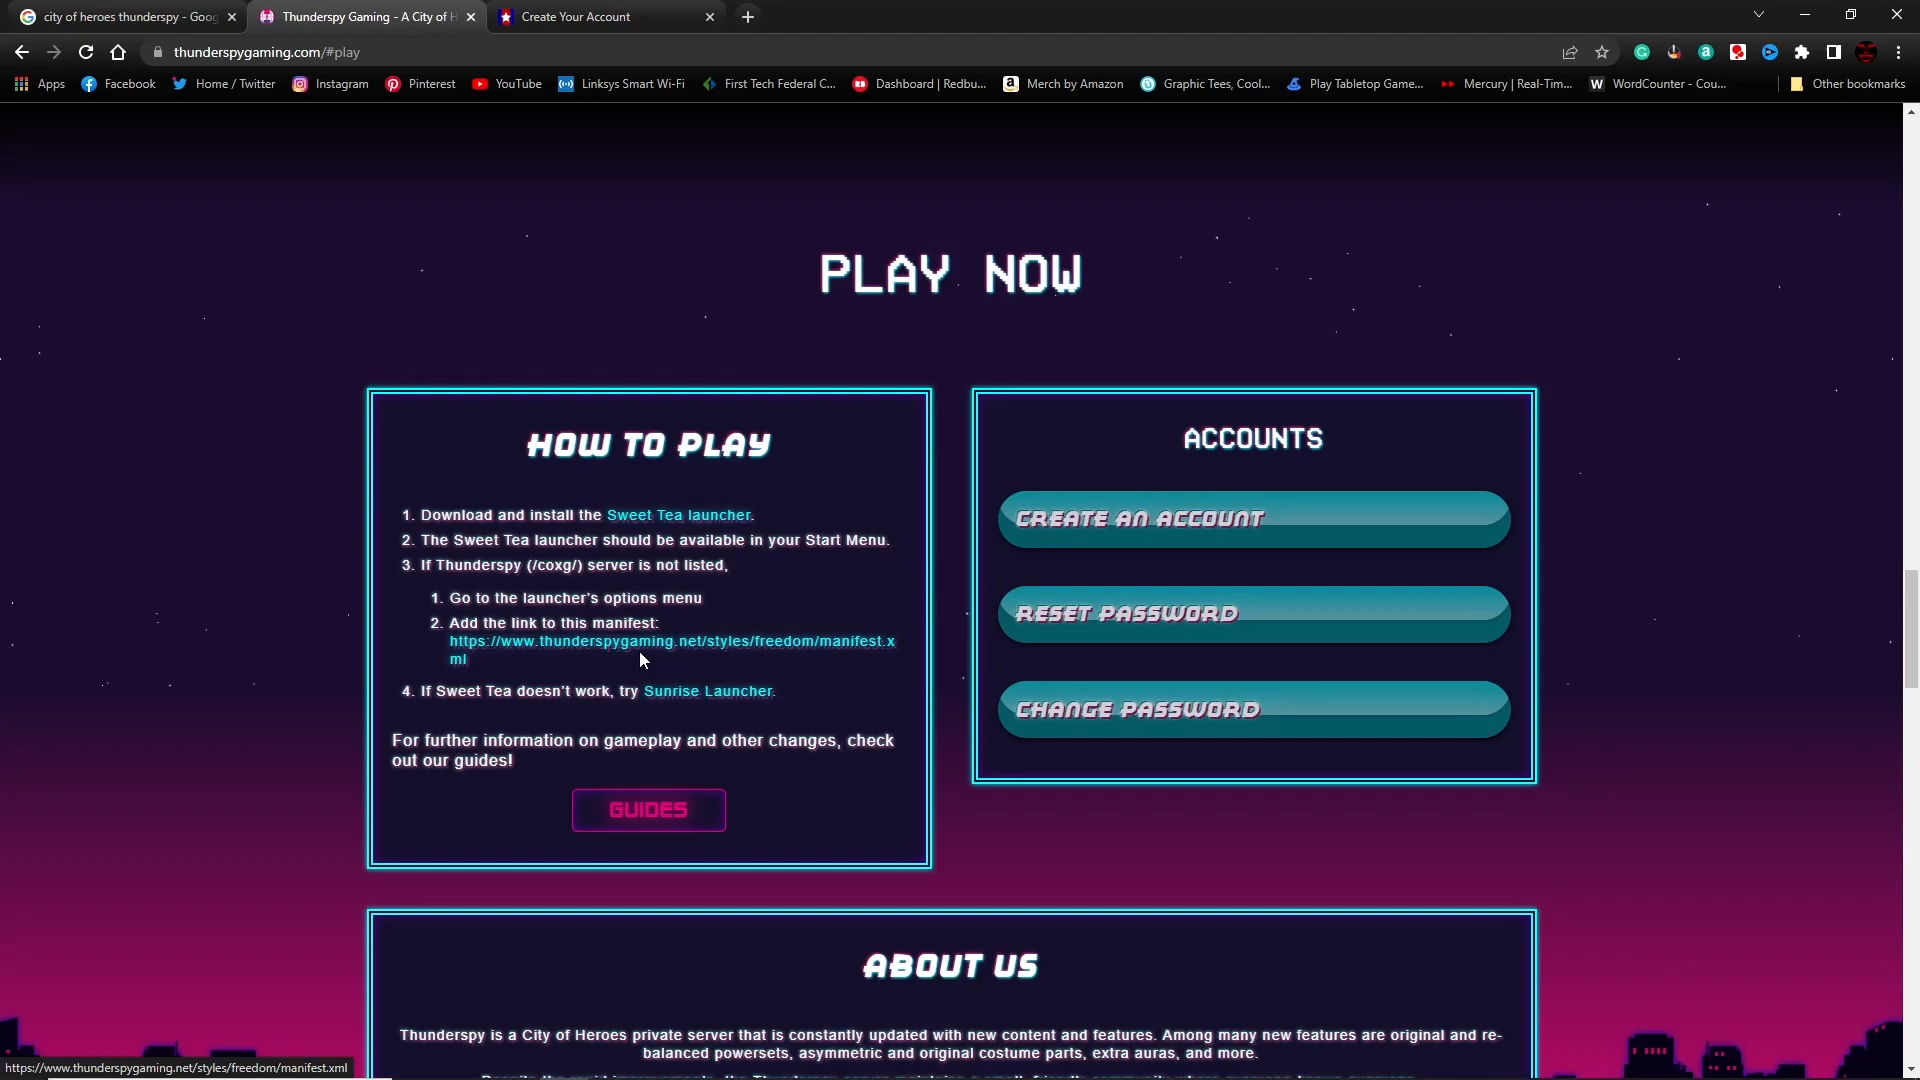 city of heroes thunderspy - Goog
Thunderspy Gaming - A City of H
Create Your Account
thunderspygaming.com/#play
Apps
Facebook
Home / Twitter
Instagram
Pinterest
YouTube
Linksys Smart Wi-Fi
First Tech Federal C...
Dashboard | Redbu...
Merch by Amazon
Graphic Tees, Cool...
Play Tabletop Game...
Mercury | Real-Tim...
WordCounter - Cou...
Other bookmarks
PLAY NOW
HOW TO PLAY
1. Download and install the Sweet Tea launcher.
2. The Sweet Tea launcher should be available in your Start Menu.
3. If Thunderspy (/coxg/) server is not listed,
1. Go to the launcher's options menu
2. Add the link to this manifest:
https://www.thunderspygaming.net/styles/freedom/manifest.x
ml
4. If Sweet Tea doesn't work, try Sunrise Launcher.
For further information on gameplay and other changes, check
out our guides!
GUIDES
ACCOUNTS
CREATE AN ACCOUNT
RESET PASSWORD
CHANGE PASSWORD
ABOUT US
Thunderspy is a City of Heroes private server that is constantly updated with new content and features. Among many new features are original and re-
balanced powersets, asymmetric and original costume parts, extra auras, and more.
https://www.thunderspygaming.net/styles/freedom/manifest.xml